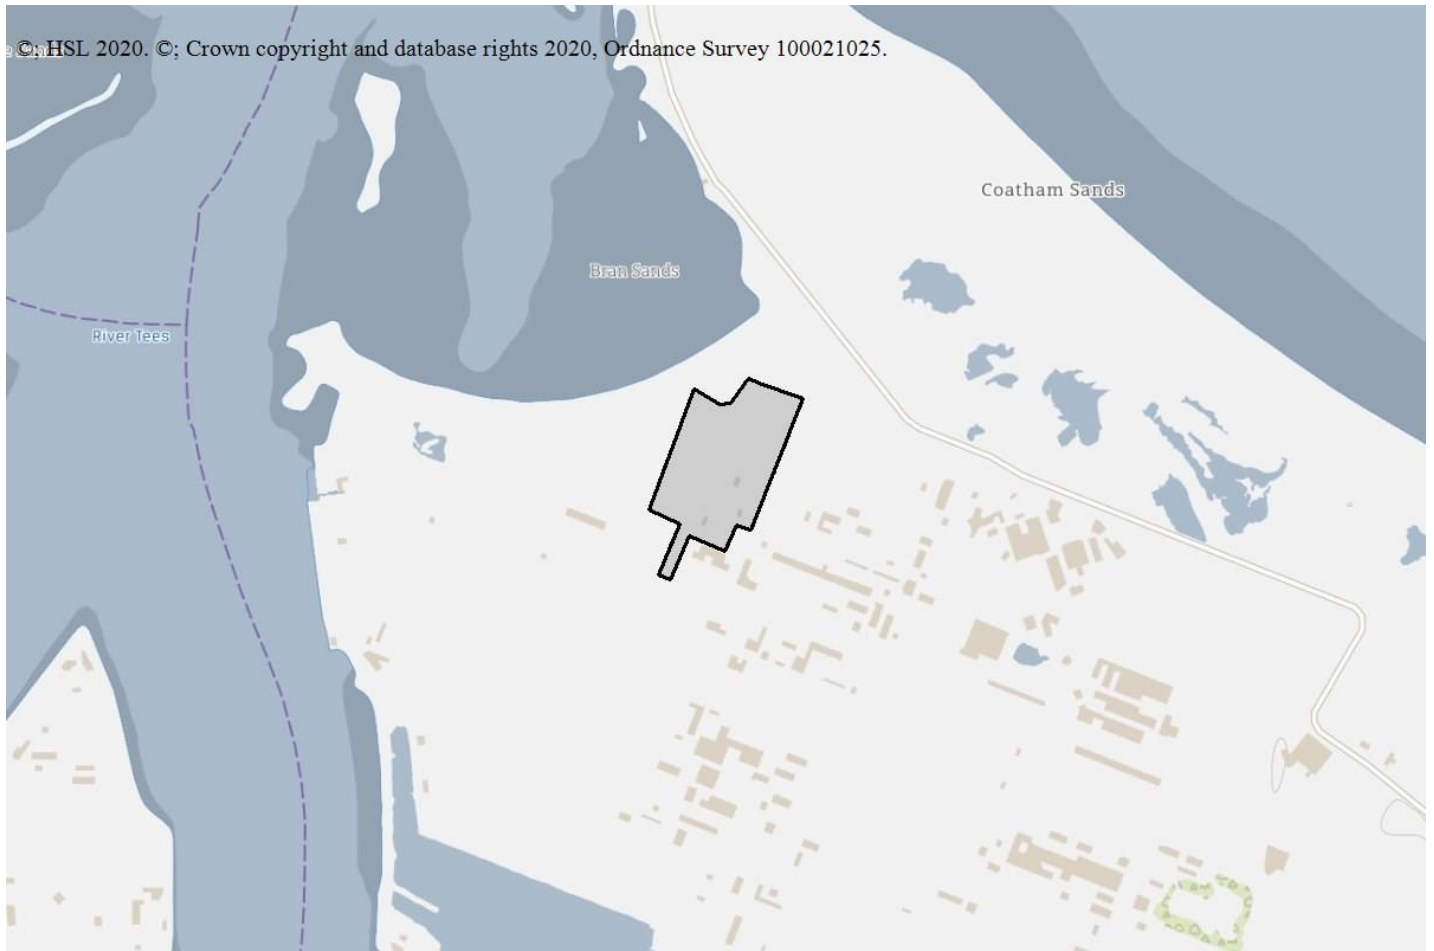 ©; HSL 2020. ©; Crown copyright and database rights 2020, Ordnance Survey 100021025.
Coatham Sands
Bran Sands
River Tees